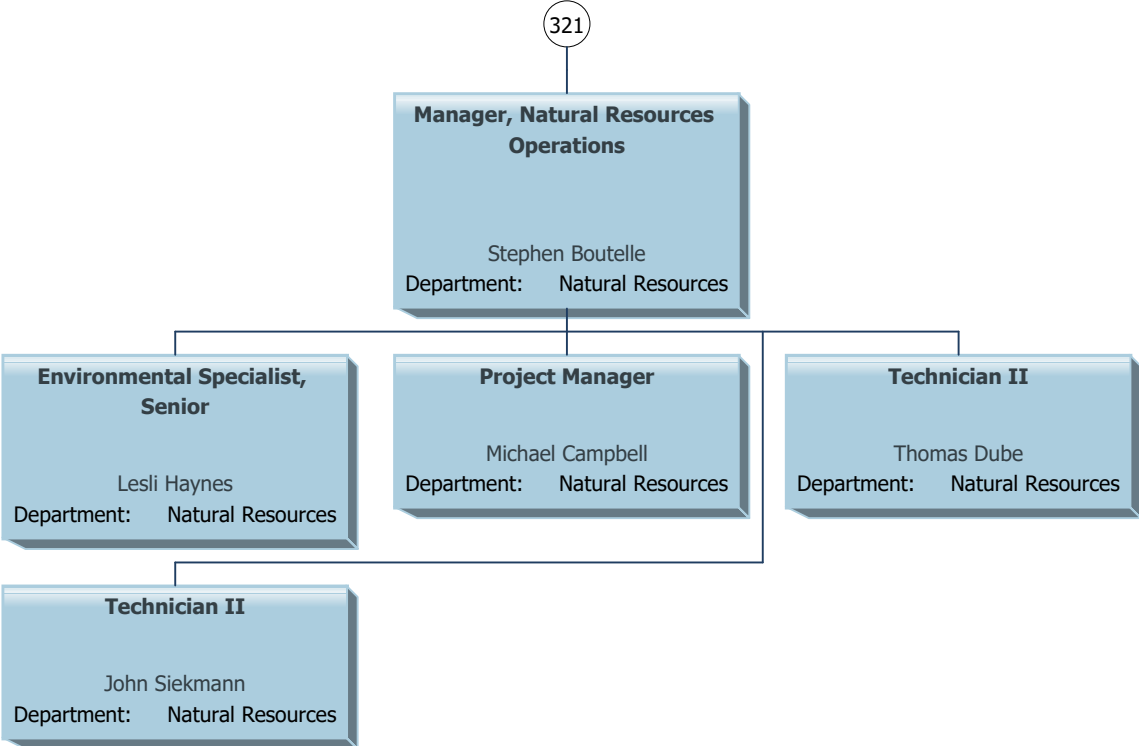 321
Manager, Natural Resources
Operations
Stephen Boutelle
Department: Natural Resources
Environmental Specialist,
Senior
Lesli Haynes
Department: Natural Resources
Project Manager
Michael Campbell
Department: Natural Resources
Technician II
Thomas Dube
Department: Natural Resources
Technician II
John Siekmann
Department: Natural Resources